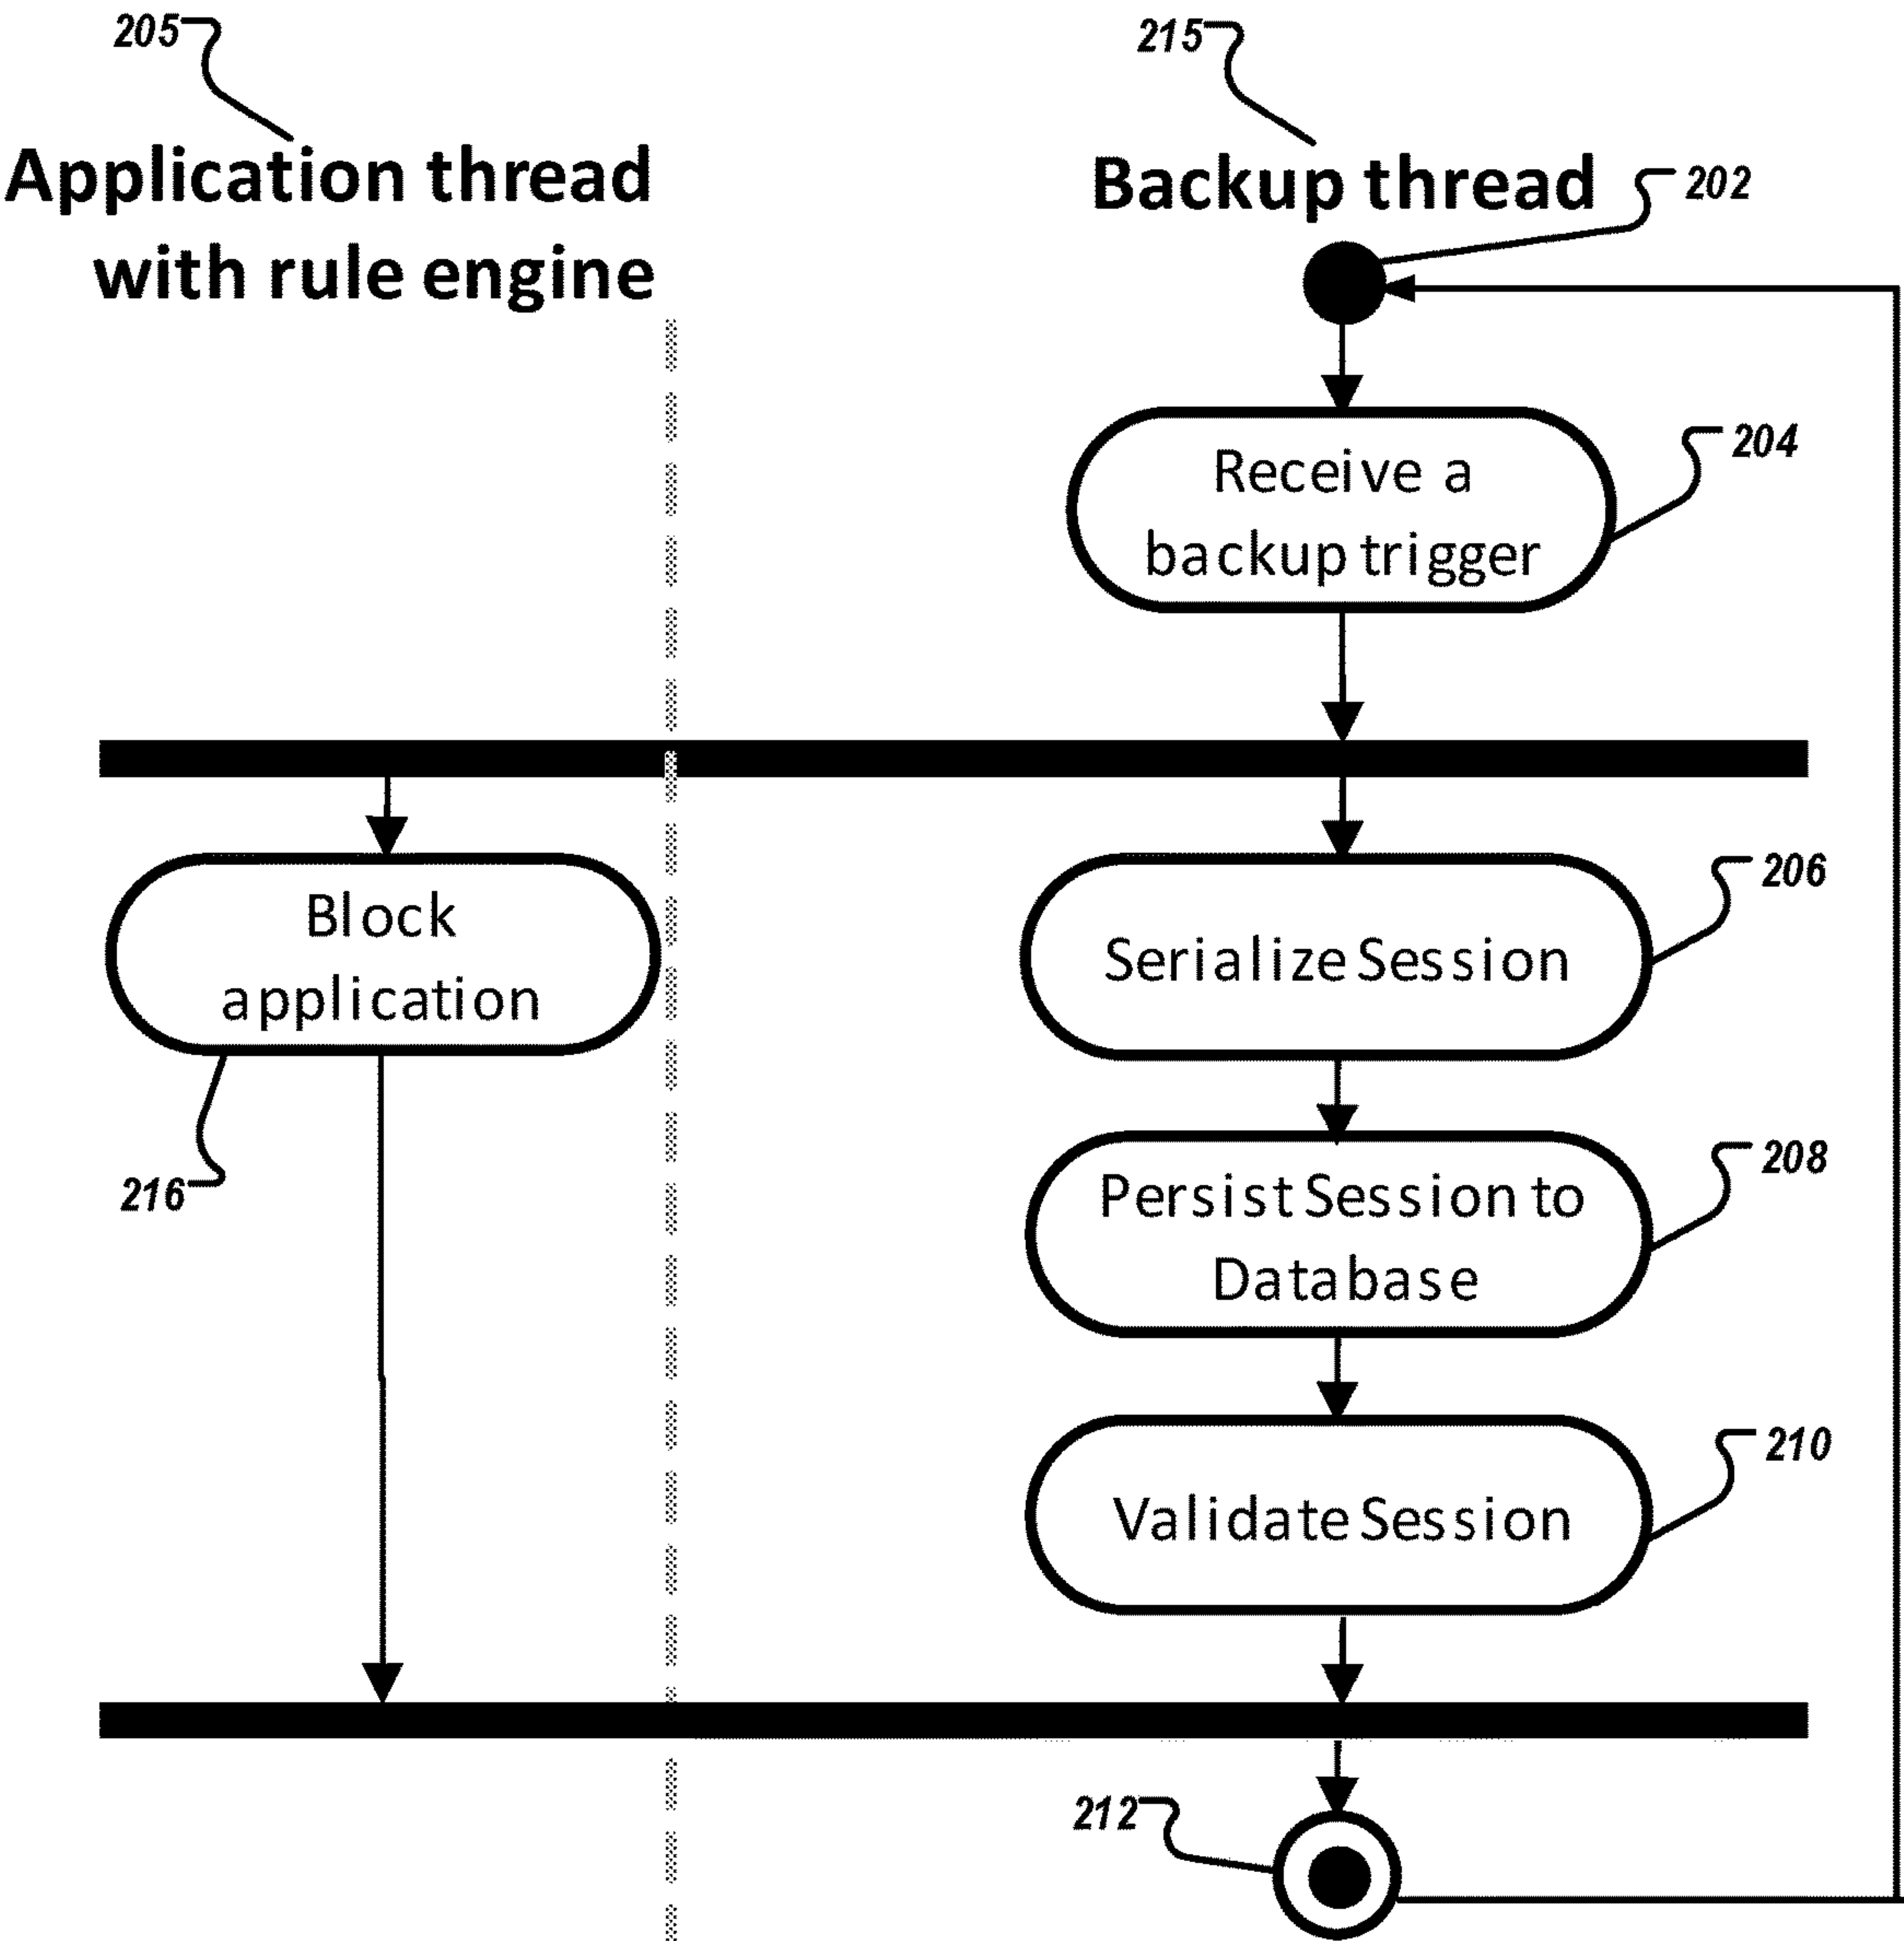 205
215
Application thread
with rule engine
Backup thread
202
Receive a
backup trigger
204
Block
application
216
Serialize Session
206
Persist Session to
Database
208
Validate Session
210
212